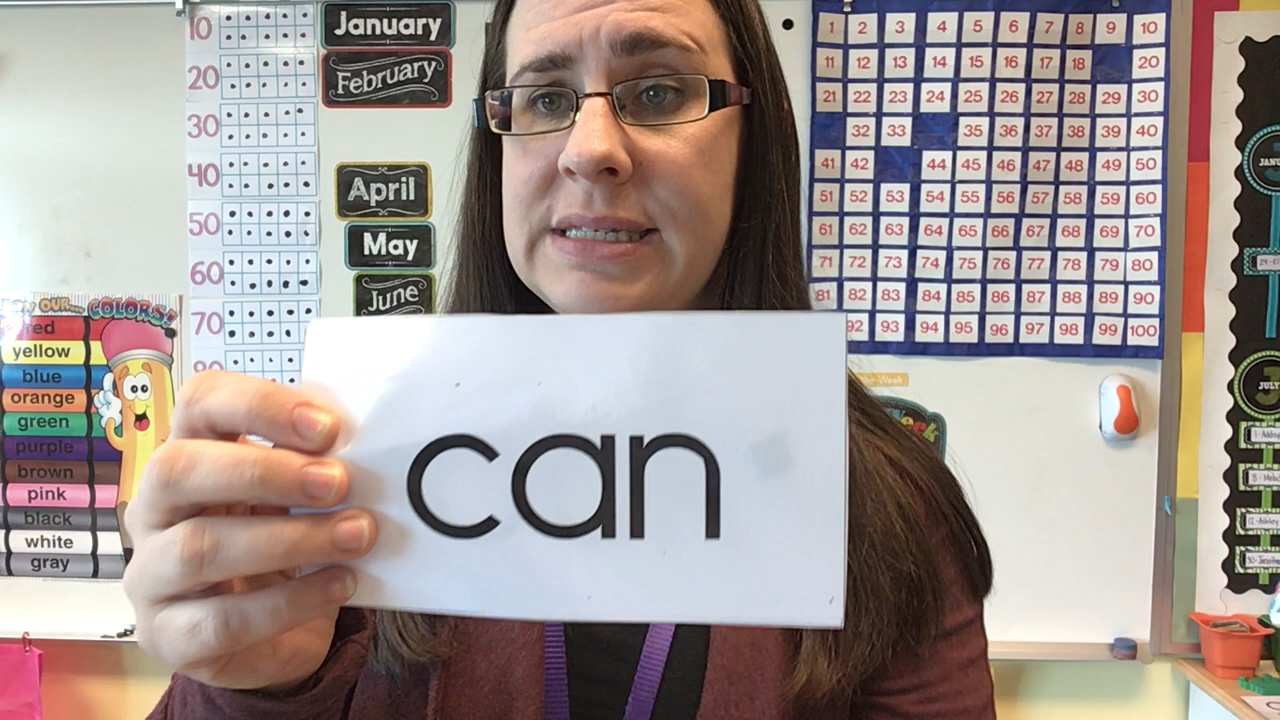 10
20
30
40
50
60
70
January
February
April
May
June
COLORS!
red
yellow
blue
orange
green
purple
brown
pink
black
white
gray
can
1 2 3 4 5 6 7 8 9 10
11 12 13 14 15 16 17 18 20
21 22 23 24 25 26 27 28 29 30
32 33 35 36 37 38 39 40
41 42 44 45 46 47 48 49 50
51 52 53 54 55 56 57 58 59 60
61 62 63 64 65 66 67 68 69 70
71 72 73 74 75 76 77 78 79 80
81 82 83 84 85 86 87 88 89 90
92 93 94 95 96 97 98 99 100
Week
JULY